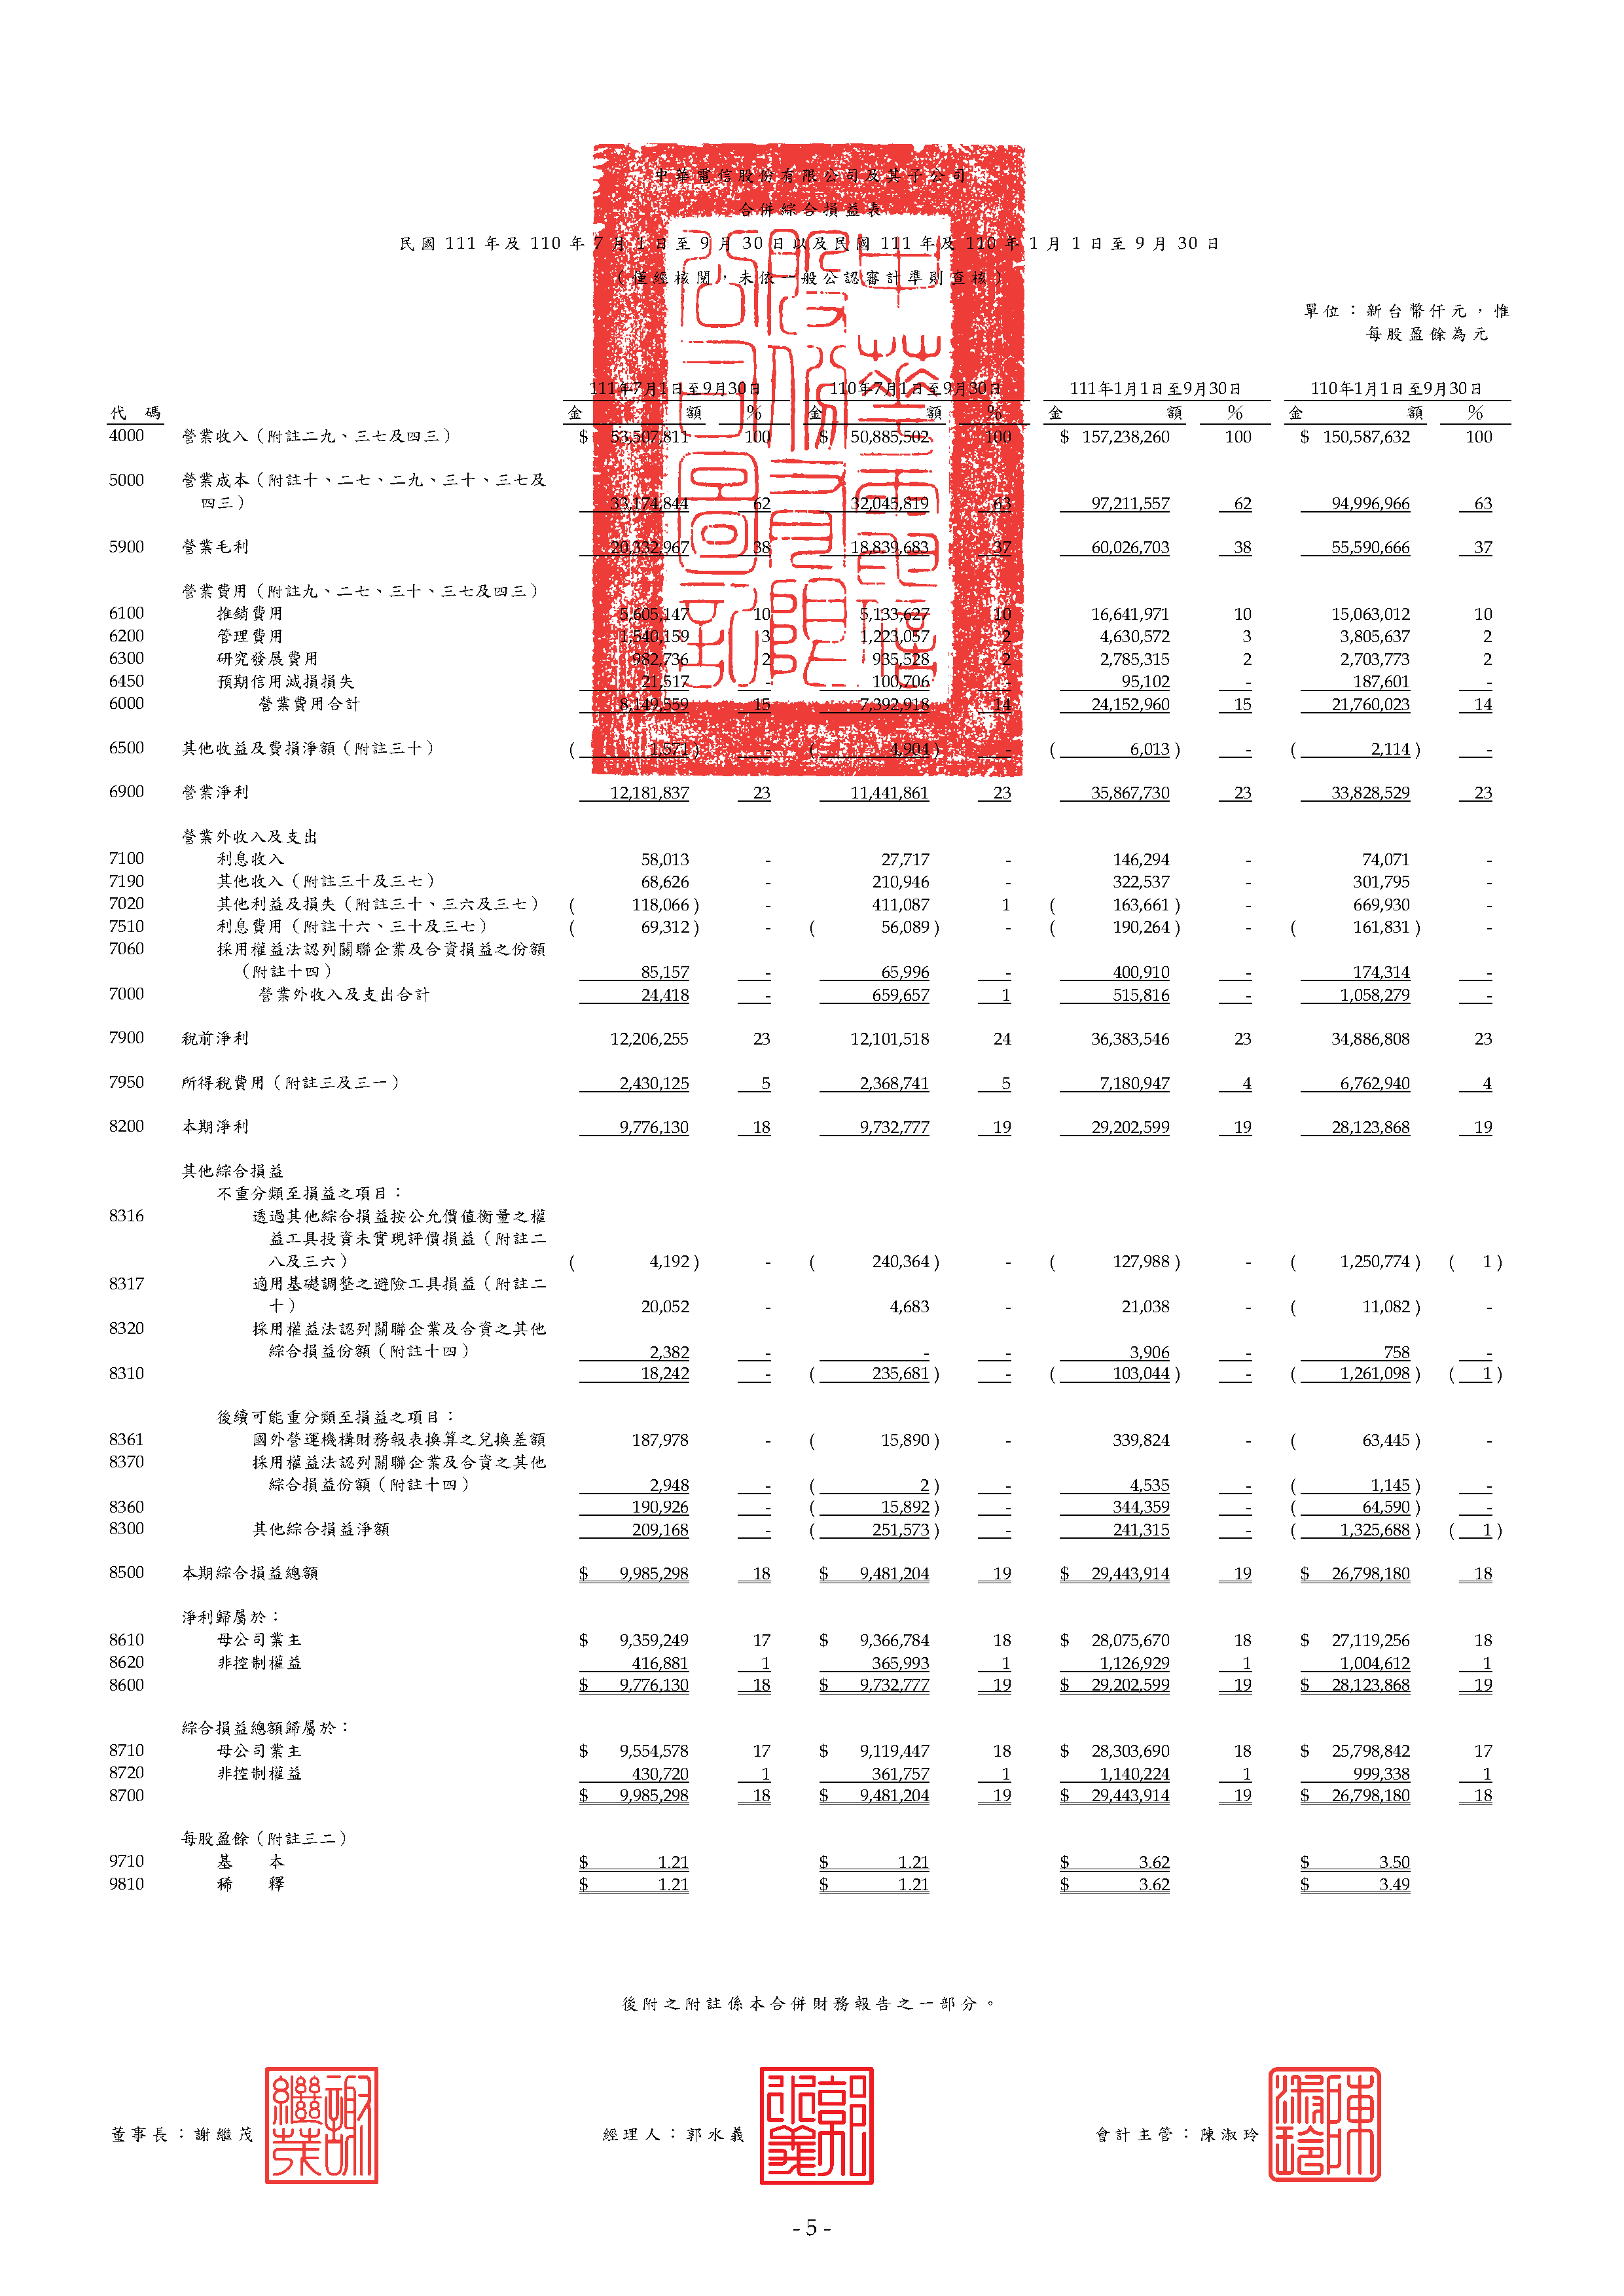 中華電信股份有限公司及其子公司
合併綜合損益表
民國 111 年及 110 年 7 月 1 日至 9 月 30 日以及民國 111 年及 110 年 1 月 1 日至 9 月 30 日
（僅經核閱，未依一般公認審計準則查核）
單位：新台幣仟元，惟
每股盈餘為元
111年7月1日至9月30日 110年7月1日至9月30日 111年1月1日至9月30日 110年1月1日至9月30日
代 碼 金 額 % 金 額 % 金 額 % 金 額 %
4000 營業收入（附註二九、三七及四三） $ 53,507,811 100 $ 50,885,502 100 $ 157,238,260 100 $ 150,587,632 100
5000 營業成本（附註十、二七、二九、三十、三七及
四三） 33,174,844 62 32,045,819 63 97,211,557 62 94,996,966 63
5900 營業毛利 20,332,967 38 18,839,683 37 60,026,703 38 55,590,666 37
營業費用（附註九、二七、三十、三七及四三）
6100 推銷費用 5,605,147 10 5,133,627 10 16,641,971 10 15,063,012 10
6200 管理費用 1,540,159 3 1,223,057 2 4,630,572 3 3,805,637 2
6300 研究發展費用 982,736 2 935,528 2 2,785,315 2 2,703,773 2
6450 預期信用減損損失 21,517 - 100,706 - 95,102 - 187,601 -
6000 營業費用合計 8,149,559 15 7,392,918 14 24,152,960 15 21,760,023 14
6500 其他收益及費損淨額（附註三十） ( 1,571 ) - ( 4,904 ) - ( 6,013 ) - ( 2,114 ) -
6900 營業淨利 12,181,837 23 11,441,861 23 35,867,730 23 33,828,529 23
營業外收入及支出
7100 利息收入 58,013 - 27,717 - 146,294 - 74,071 -
7190 其他收入（附註三十及三七） 68,626 - 210,946 - 322,537 - 301,795 -
7020 其他利益及損失（附註三十、三六及三七） ( 118,066 ) - 411,087 1 ( 163,661 ) - 669,930 -
7510 利息費用（附註十六、三十及三七） ( 69,312 ) - ( 56,089 ) - ( 190,264 ) - ( 161,831 ) -
7060 採用權益法認列關聯企業及合資損益之份額
（附註十四） 85,157 - 65,996 - 400,910 - 174,314 -
7000 營業外收入及支出合計 24,418 - 659,657 1 515,816 - 1,058,279 -
7900 稅前淨利 12,206,255 23 12,101,518 24 36,383,546 23 34,886,808 23
7950 所得稅費用（附註三及三一） 2,430,125 5 2,368,741 5 7,180,947 4 6,762,940 4
8200 本期淨利 9,776,130 18 9,732,777 19 29,202,599 19 28,123,868 19
其他綜合損益
不重分類至損益之項目：
8316 透過其他綜合損益按公允價值衡量之權
益工具投資未實現評價損益（附註二
八及三六） ( 4,192 ) - ( 240,364 ) - ( 127,988 ) - ( 1,250,774 ) ( 1 )
8317 適用基礎調整之避險工具損益（附註二
十） 20,052 - 4,683 - 21,038 - ( 11,082 ) -
8320 採用權益法認列關聯企業及合資之其他
綜合損益份額（附註十四） 2,382 - - - 3,906 - 758 -
8310 18,242 - ( 235,681 ) - ( 103,044 ) - ( 1,261,098 ) ( 1 )
後續可能重分類至損益之項目：
8361 國外營運機構財務報表換算之兌換差額 187,978 - ( 15,890 ) - 339,824 - ( 63,445 ) -
8370 採用權益法認列關聯企業及合資之其他
綜合損益份額（附註十四） 2,948 - ( 2 ) - 4,535 - ( 1,145 ) -
8360 190,926 - ( 15,892 ) - 344,359 - ( 64,590 ) -
8300 其他綜合損益淨額 209,168 - ( 251,573 ) - 241,315 - ( 1,325,688 ) ( 1 )
8500 本期綜合損益總額 $ 9,985,298 18 $ 9,481,204 19 $ 29,443,914 19 $ 26,798,180 18
淨利歸屬於：
8610 母公司業主 $ 9,359,249 17 $ 9,366,784 18 $ 28,075,670 18 $ 27,119,256 18
8620 非控制權益 416,881 1 365,993 1 1,126,929 1 1,004,612 1
8600 $ 9,776,130 18 $ 9,732,777 19 $ 29,202,599 19 $ 28,123,868 19
綜合損益總額歸屬於：
8710 母公司業主 $ 9,554,578 17 $ 9,119,447 18 $ 28,303,690 18 $ 25,798,842 17
8720 非控制權益 430,720 1 361,757 1 1,140,224 1 999,338 1
8700 $ 9,985,298 18 $ 9,481,204 19 $ 29,443,914 19 $ 26,798,180 18
每股盈餘（附註三二）
9710 基 本 $ 1.21 $ 1.21 $ 3.62 $ 3.50
9810 稀 釋 $ 1.21 $ 1.21 $ 3.62 $ 3.49
後附之附註係本合併財務報告之一部分。
董事長：謝繼茂 經理人：郭水義 會計主管：陳淑玲
- 5 -